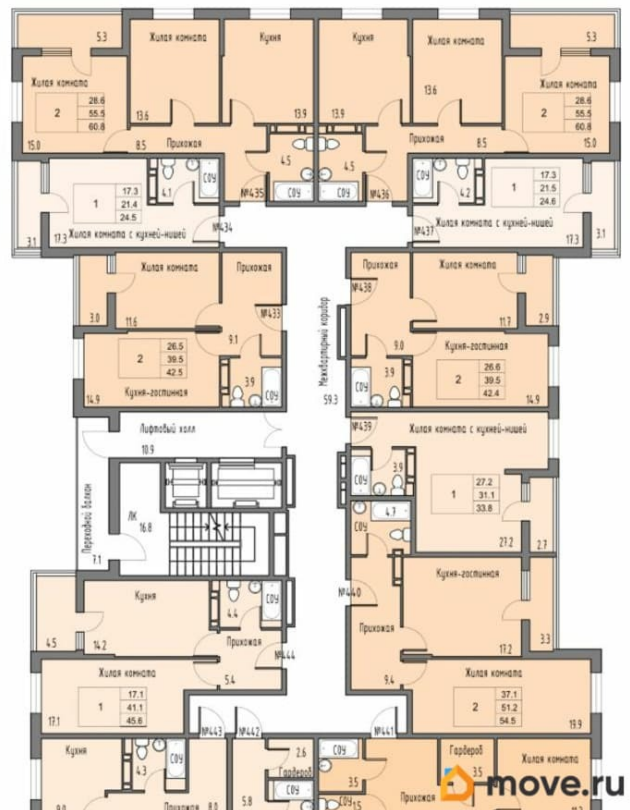 5.3
Жилая комната
Кухня
Кухня
Жилая комната
5.3
Жилая комната
2
28.6
55.5
60.8
15.0
13.6
13.9
13.9
13.6
Жилая комната
2
28.6
55.5
60.8
15.0
Прихожая
8.5
4.5
СОУ
№435
Прихожая
8.5
4.5
СОУ
№436
1
17.3
21.4
24.5
4.1
СОУ
Жилая комната с кухней-нишей
3.1
17.3
№434
СОУ
4.2
1
17.3
21.5
24.6
Жилая комната с кухней-нишей
№437
17.3
3.1
Жилая комната
Прихожая
3.0
11.6
№433
9.1
2
26.5
39.5
42.5
3.9
СОУ
14.9
Кухня-гостинная
Межквартирный коридор
59.3
Прихожая
Жилая комната
№438
11.7
2.9
9.0
Кухня-гостинная
3.9
СОУ
2
26.6
39.5
42.4
14.9
Лифтовый холл
10.9
Переходной балкон
7.1
ЛК
16.8
№439
Жилая комната с кухней-нишей
СОУ
3.9
1
27.2
31.1
33.8
27.2
2.7
СОУ
4.7
Кухня-гостинная
№440
Прихожая
17.2
3.3
9.4
Жилая комната
2
37.1
51.2
54.5
19.9
№441
Кухня
4.5
14.2
4.4
СОУ
Прихожая
№444
5.4
Жилая комната
1
17.1
41.1
45.6
17.1
№443
№442
Кухня
9.0
4.3
СОУ
8.0
2.6
Гардероб
5.8
СОУ
СОУ
3.5
СОУ
Гардероб
3.5
Жилая комната
move.ru